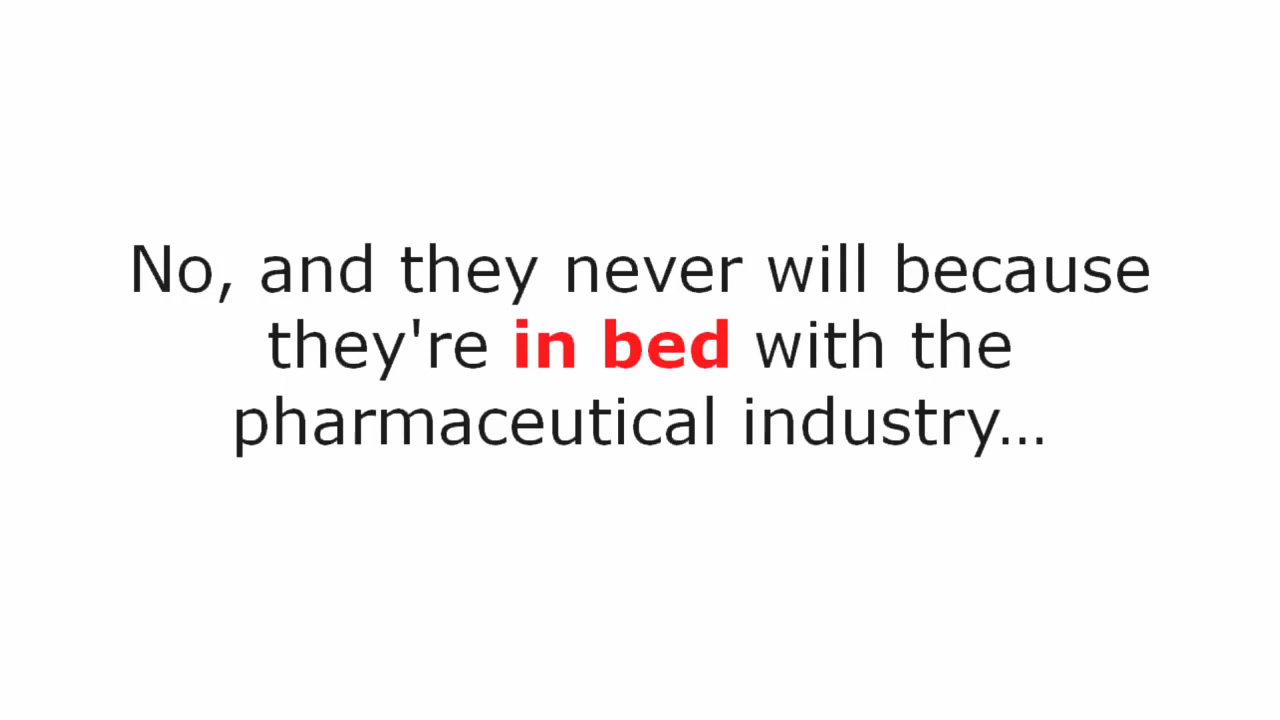 No, and they never will because
they're in bed with the
pharmaceutical industry...